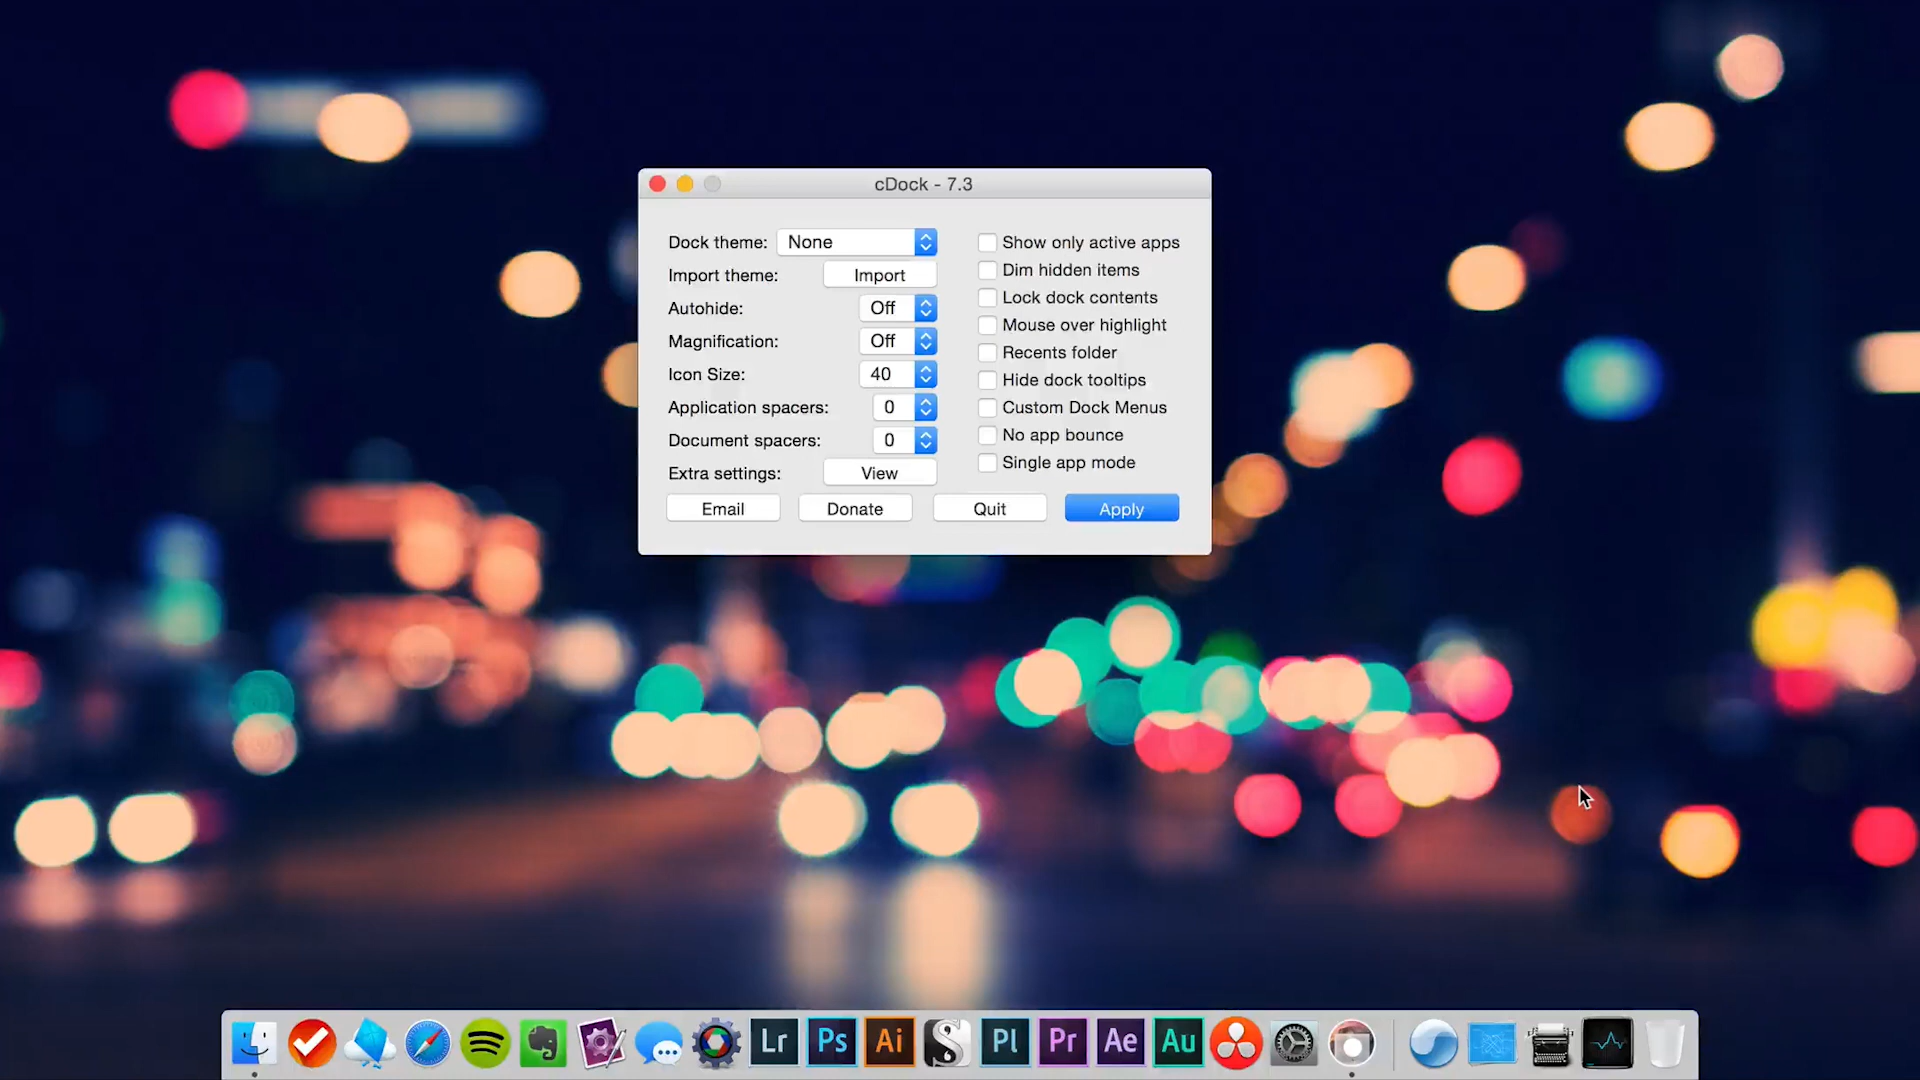 cDock - 7.3
Dock theme: None
Import theme: Import
Autohide: Off
Magnification: Off
Icon Size: 40
Application spacers: 0
Document spacers: 0
Extra settings: View
Show only active apps
Dim hidden items
Lock dock contents
Mouse over highlight
Recents folder
Hide dock tooltips
Custom Dock Menus
No app bounce
Single app mode
Email Donate Quit Apply
Lr Ps Ai S Pl Pr Ae Au